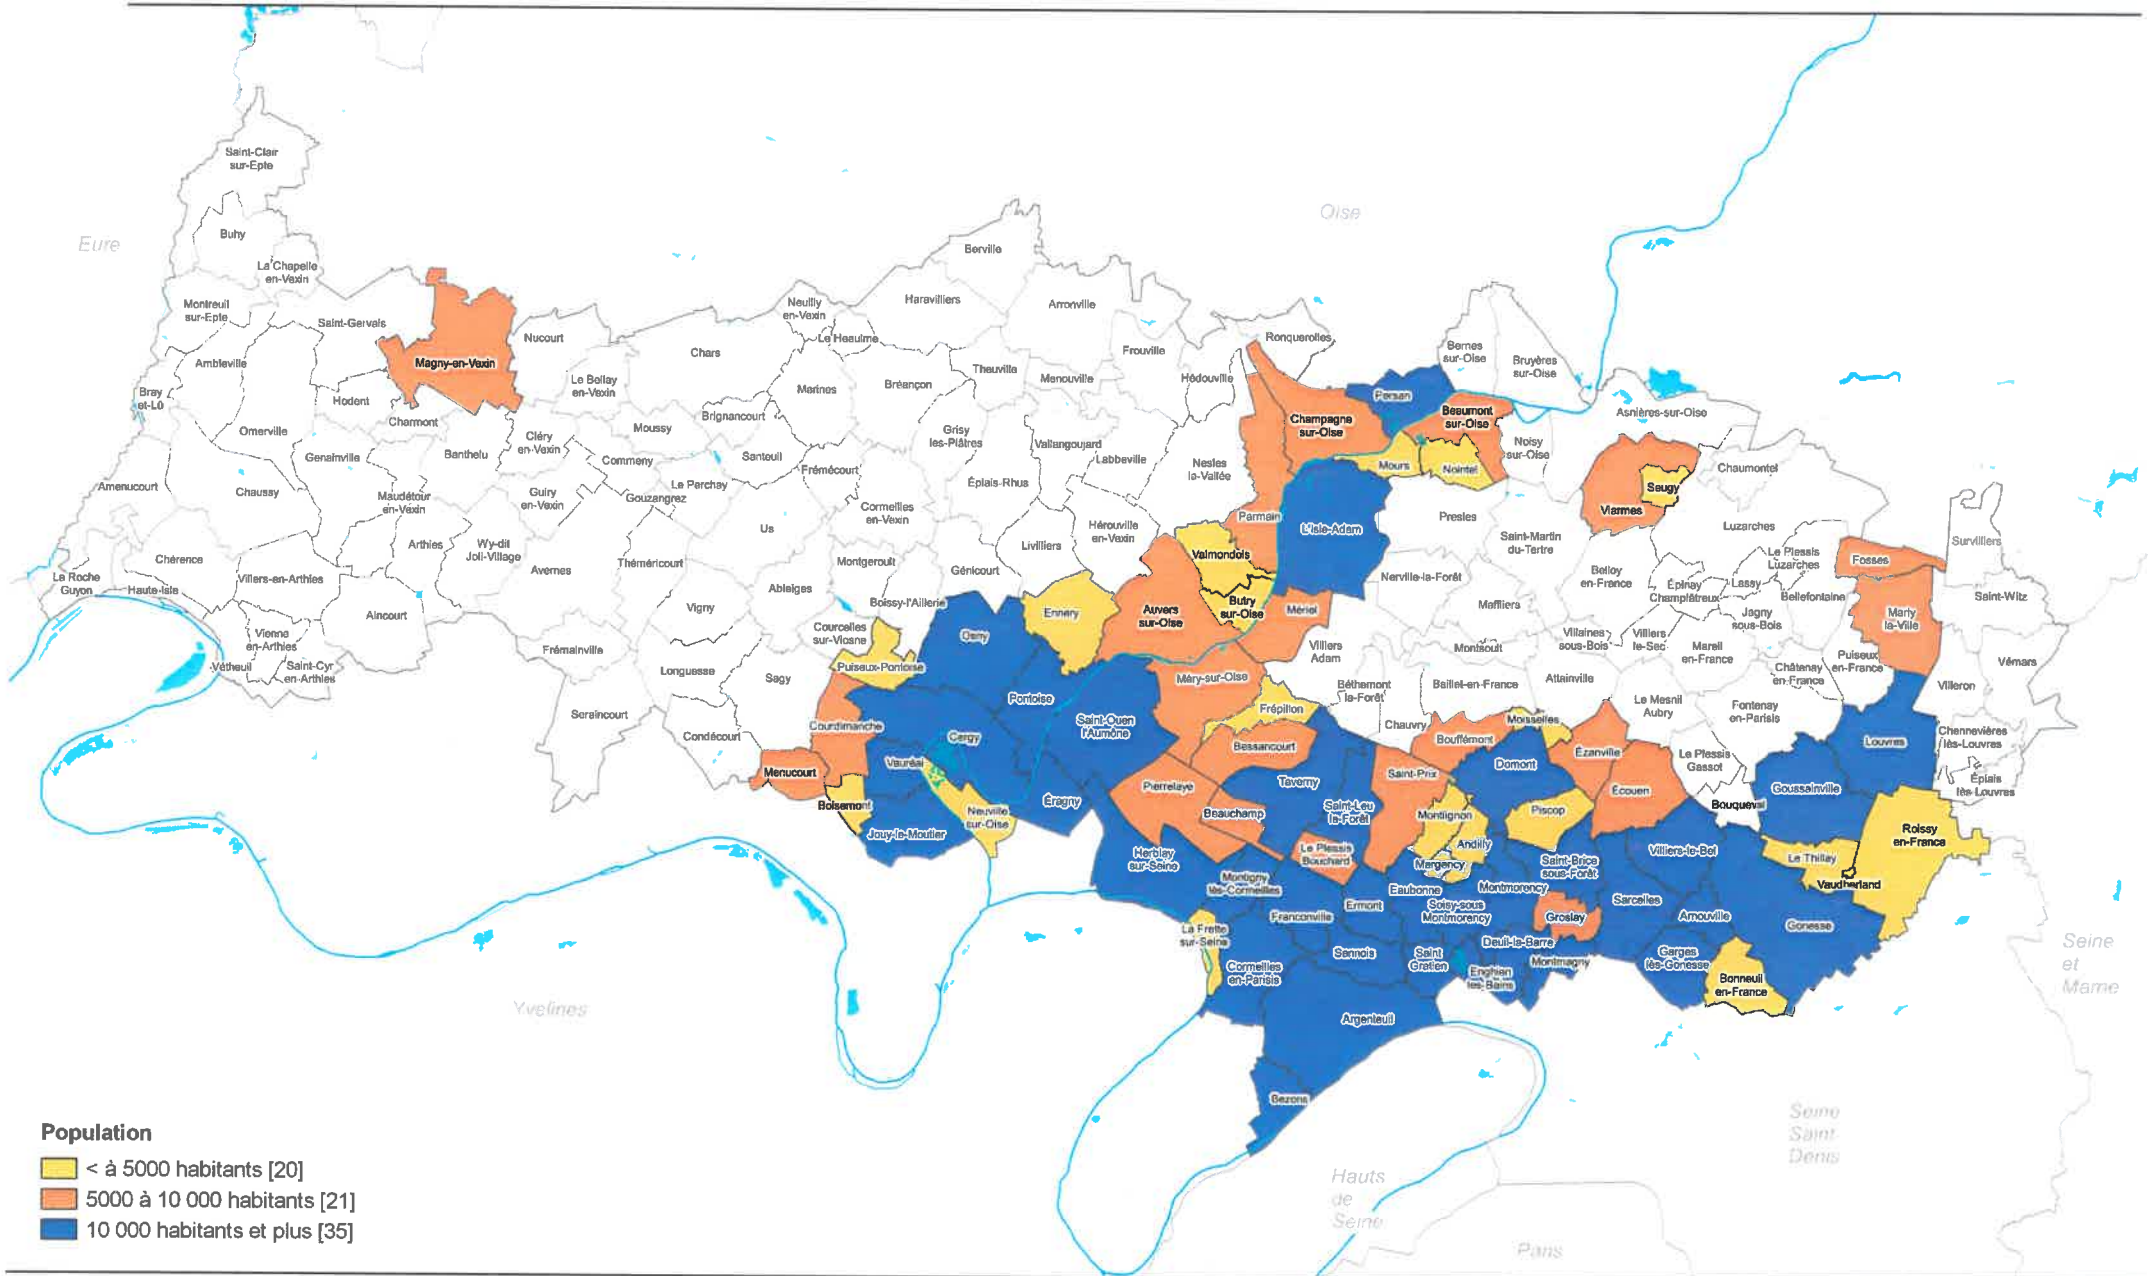 Saint-Clair
sur-Epte
Oise
Eure
Buhy
La Chapelle
en-Vexin
Berville
Montreuil
sur-Epte
Saint-Gervais
Magny-en-Vexin
Nucourt
Neuilly
en-Vexin
Le Heaulme
Haravilliers
Arronville
Ronquerolles
Bernes
sur-Oise
Bruyères
sur-Oise
Ambleville
Hodent
Charmont
Le Bellay
en-Vexin
Chars
Marines
Bréançon
Theuville
Menouville
Frouville
Hédouville
Persan
Champagne
sur-Oise
Beaumont
sur-Oise
Asnières-sur-Oise
Bray
et-Lû
Omerville
Genainville
Banthelu
Cléry
en-Vexin
Moussy
Commeny
Brignancourt
Santeuil
Frémécourt
Grisy
les-Plâtres
Vallangoujard
Labbeville
Nesles
la-Vallée
Mours
Nointel
Noisy
sur-Oise
Seugy
Viarmes
Chaumontel
Amenucourt
Chaussy
Maudétour
en-Vexin
Guiry
en-Vexin
Gouzangrez
Le Perchay
Us
Cormeilles
en-Vexin
Épiais-Rhus
Hérouville
en-Vexin
Livilliers
Parmain
L'Isle-Adam
Presles
Saint-Martin
du-Tertre
Luzarches
Survilliers
Chérence
Villers-en-Arthies
Arthies
Wy-dit
Joli-Village
Avernes
Théméricourt
Ableiges
Montgeroult
Génicourt
Valmondois
Nerville-la-Forêt
Belloy
en-France
Épinay
Champlâtreux
Lassy
Le Plessis
Luzarches
Bellefontaine
Fosses
La Roche
Guyon
Haute-Isle
Aincourt
Vigny
Boissy-l'Aillerie
Ennery
Auvers
sur-Oise
Butry
sur-Oise
Mériel
Maffliers
Jagny
sous-Bois
Marly
la-Ville
Saint-Witz
Vienne
en-Arthies
Vétheuil
Saint-Cyr
en-Arthies
Frémainville
Longuesse
Sagy
Courcelles
sur-Viosne
Puiseux-Pontoise
Osny
Villiers
Adam
Montsoult
Villaines
sous-Bois
Villiers
le-Sec
Mareil
en-France
Châtenay
en-France
Puiseux
en-France
Vémars
Villeron
Seraincourt
Condécourt
Courdimanche
Pontoise
Saint-Ouen
l'Aumône
Méry-sur-Oise
Frépillon
Béthemont
la-Forêt
Chauvry
Baillet-en-France
Attainville
Le Mesnil
Aubry
Fontenay
en-Parisis
Menucourt
Boisemont
Vauréal
Cergy
Jouy-le-Moutier
Neuville
sur-Oise
Éragny
Pierrelaye
Bessancourt
Beauchamp
Taverny
Saint-Leu
la-Forêt
Saint-Prix
Bouffémont
Moisselles
Domont
Ézanville
Écouen
Piscop
Le Plessis
Gassot
Bouqueval
Goussainville
Louvres
Chennevières
lès-Louvres
Épiais
lès-Louvres
Herblay
sur-Seine
Le Plessis
Bouchard
Montlignon
Andilly
Margency
Saint-Brice
sous-Forêt
Villiers-le-Bel
Le Thillay
Vaudherland
Roissy
en-France
Montigny
lès-Cormeilles
Franconville
Ermont
Eaubonne
Soisy-sous
Montmorency
Montmorency
Groslay
Sarcelles
Arnouville
Gonesse
La Frette
sur-Seine
Cormeilles
en-Parisis
Sannois
Saint
Gratien
Deuil-la-Barre
Enghien
les-Bains
Montmagny
Garges
lès-Gonesse
Bonneuil
en-France
Seine
et
Marne
Yvelines
Argenteuil
Bezons
Seine
Saint
Denis
Hauts
de
Seine
Paris
Population
< à 5000 habitants [20]
5000 à 10 000 habitants [21]
10 000 habitants et plus [35]